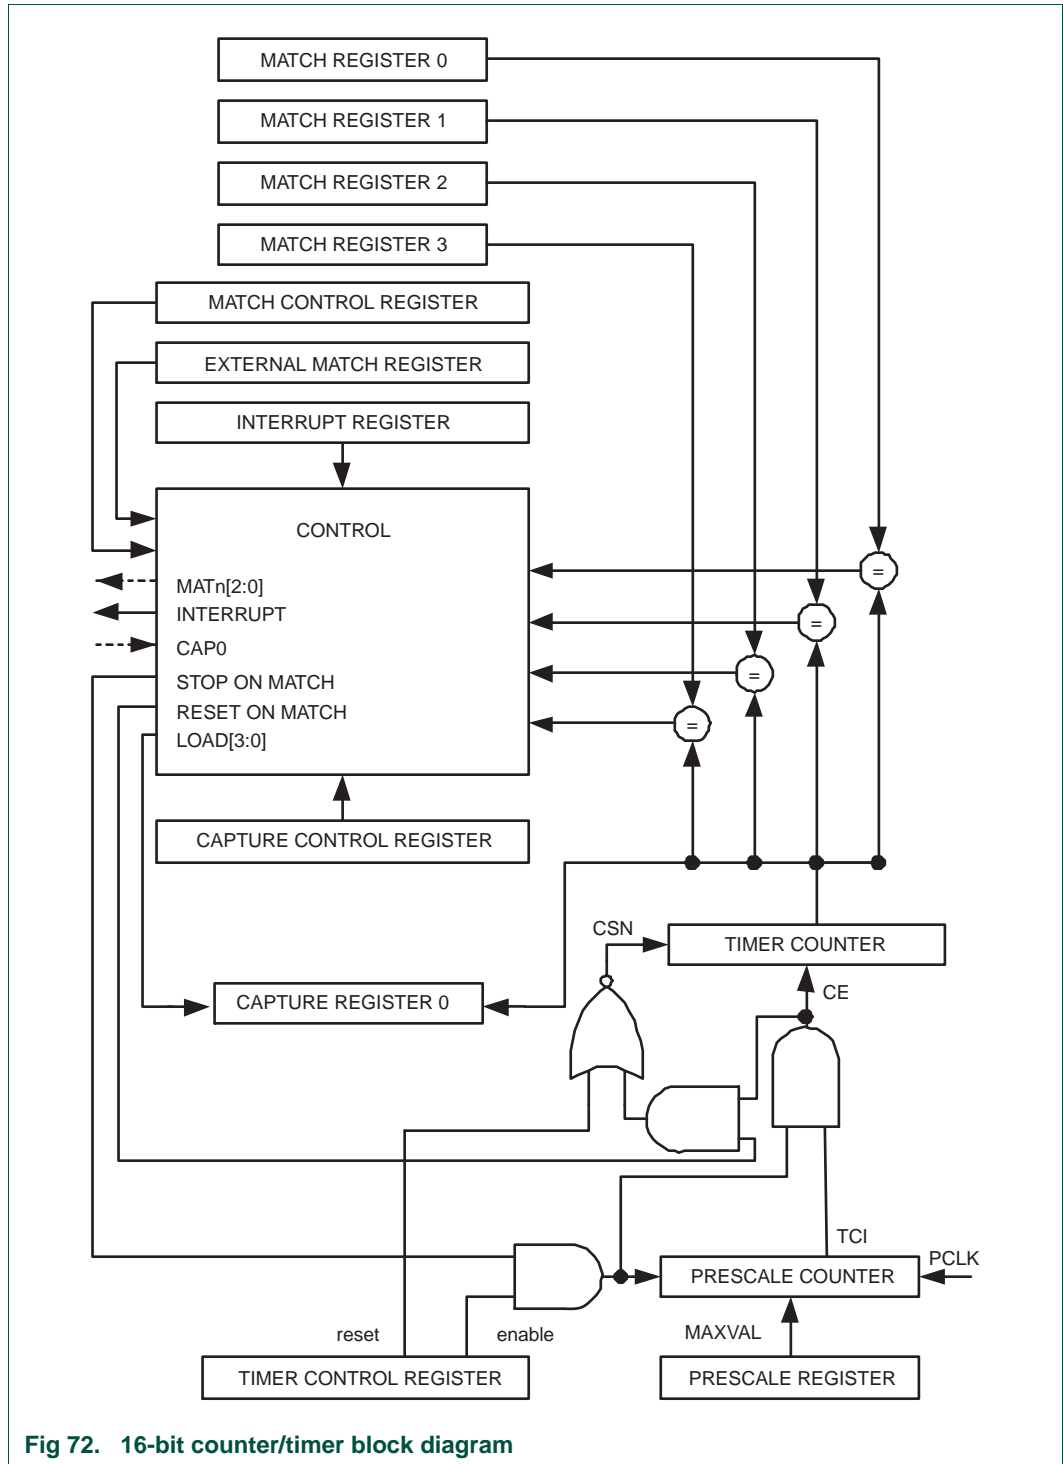 MATCH REGISTER 0
MATCH REGISTER 1
MATCH REGISTER 2
MATCH REGISTER 3
MATCH CONTROL REGISTER
EXTERNAL MATCH REGISTER
INTERRUPT REGISTER
CONTROL
=
=
=
=
MATn[2:0]
INTERRUPT
CAP0
STOP ON MATCH
RESET ON MATCH
LOAD[3:0]
CAPTURE CONTROL REGISTER
CSN
TIMER COUNTER
CE
CAPTURE REGISTER 0
TCI
PCLK
PRESCALE COUNTER
reset
enable
MAXVAL
TIMER CONTROL REGISTER
PRESCALE REGISTER
Fig 72. 16-bit counter/timer block diagram